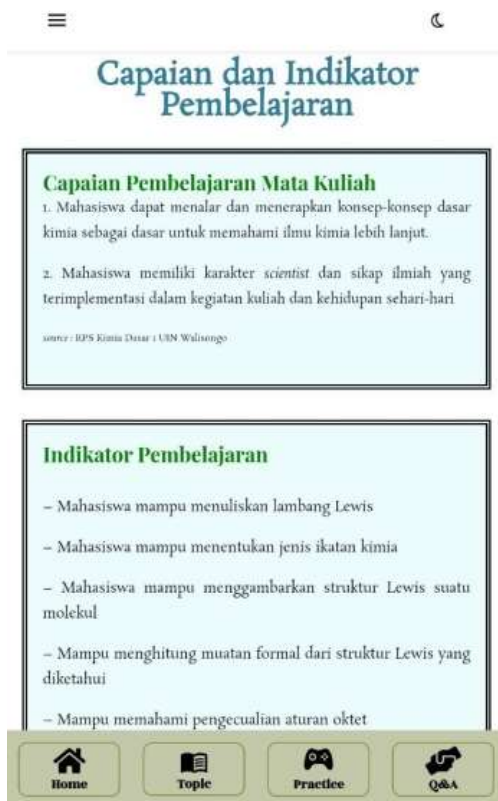 Capaian dan Indikator
Pembelajaran
Capaian Pembelajaran Mata Kuliah
1. Mahasiswa dapat menalar dan menerapkan konsep-konsep dasar
kimia sebagai dasar untuk memahami ilmu kimia lebih lanjut.
2. Mahasiswa memiliki karakter scientist dan sikap ilmiah yang
terimplementasi dalam kegiatan kuliah dan kehidupan sehari-hari
source : RPS Kimia Dasar 1 UIN Walisongo
Indikator Pembelajaran
– Mahasiswa mampu menuliskan lambang Lewis
– Mahasiswa mampu menentukan jenis ikatan kimia
– Mahasiswa mampu menggambarkan struktur Lewis suatu
molekul
– Mampu menghitung muatan formal dari struktur Lewis yang
diketahui
– Mampu memahami pengecualian aturan oktet
Home Topic Practice Q&A